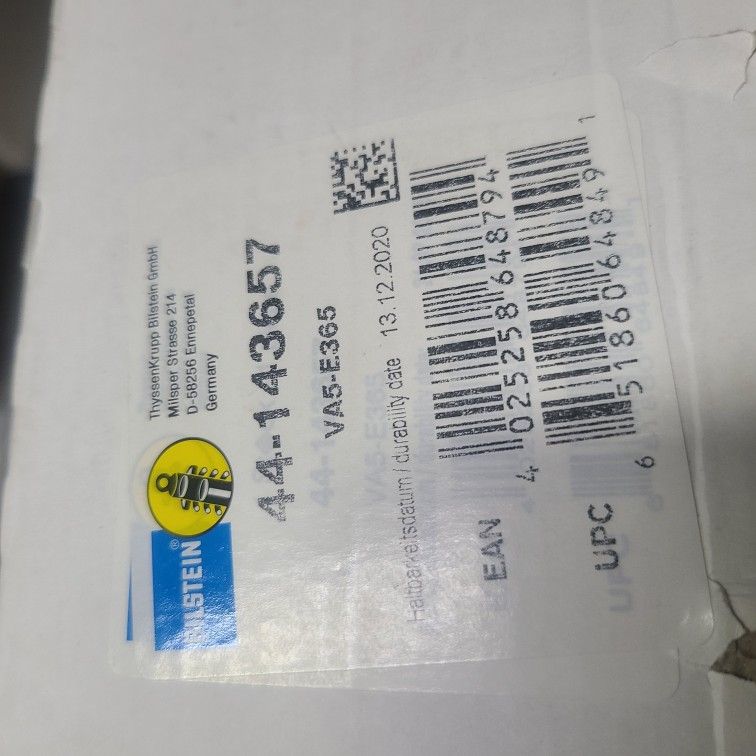 BILSTEIN®
ThyssenKrupp Bilstein GmbH
Milsper Strasse 214
D-58256 Ennepetal
Germany
44-143657
VA5-E365
Haltbarkeitsdatum / durability date 13.12.2020
EAN
4 025258 648794
UPC
6 51860 64849 1